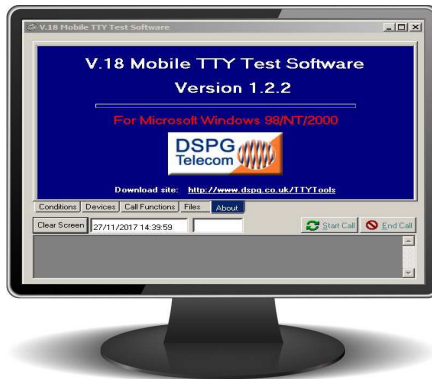 V.18 Mobile TTY Test Software
V.18 Mobile TTY Test Software
Version 1.2.2
For Microsoft Windows 98/NT/2000
DSPG
Telecom
Download site: http://www.dspg.co.uk/TTYTools
Conditions Devices Call Functions Files About
Clear Screen 27/11/2017 14:39:59 Start Call End Call